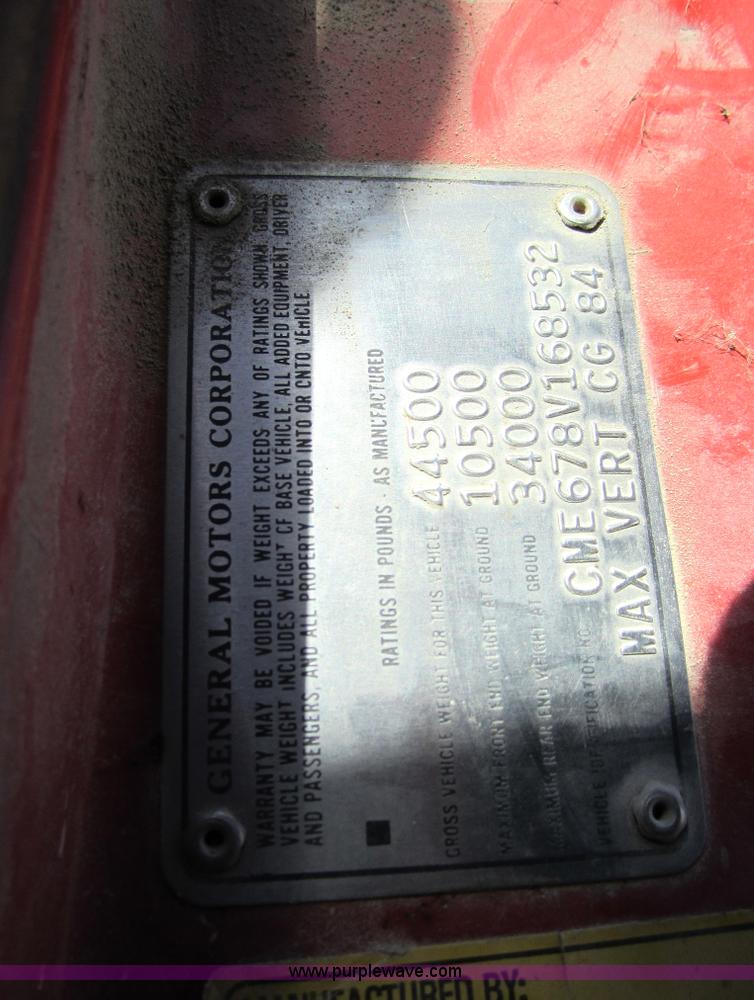 GENERAL MOTORS CORPORATION
WARRANTY MAY BE VOIDED IF WEIGHT EXCEEDS ANY OF RATINGS SHOWN. GROSS
VEHICLE WEIGHT INCLUDES WEIGHT OF BASE VEHICLE, ALL ADDED EQUIPMENT, DRIVER
AND PASSENGERS, AND ALL PROPERTY LOADED INTO OR ONTO VEHICLE
RATINGS IN POUNDS - AS MANUFACTURED
GROSS VEHICLE WEIGHT FOR THIS VEHICLE 44500
MAXIMUM FRONT END WEIGHT AT GROUND 10500
MAXIMUM REAR END WEIGHT AT GROUND 34000
VEHICLE IDENTIFICATION NO. CME678V168532
MAX VERT CG 84
MANUFACTURED BY:
www.purplewave.com